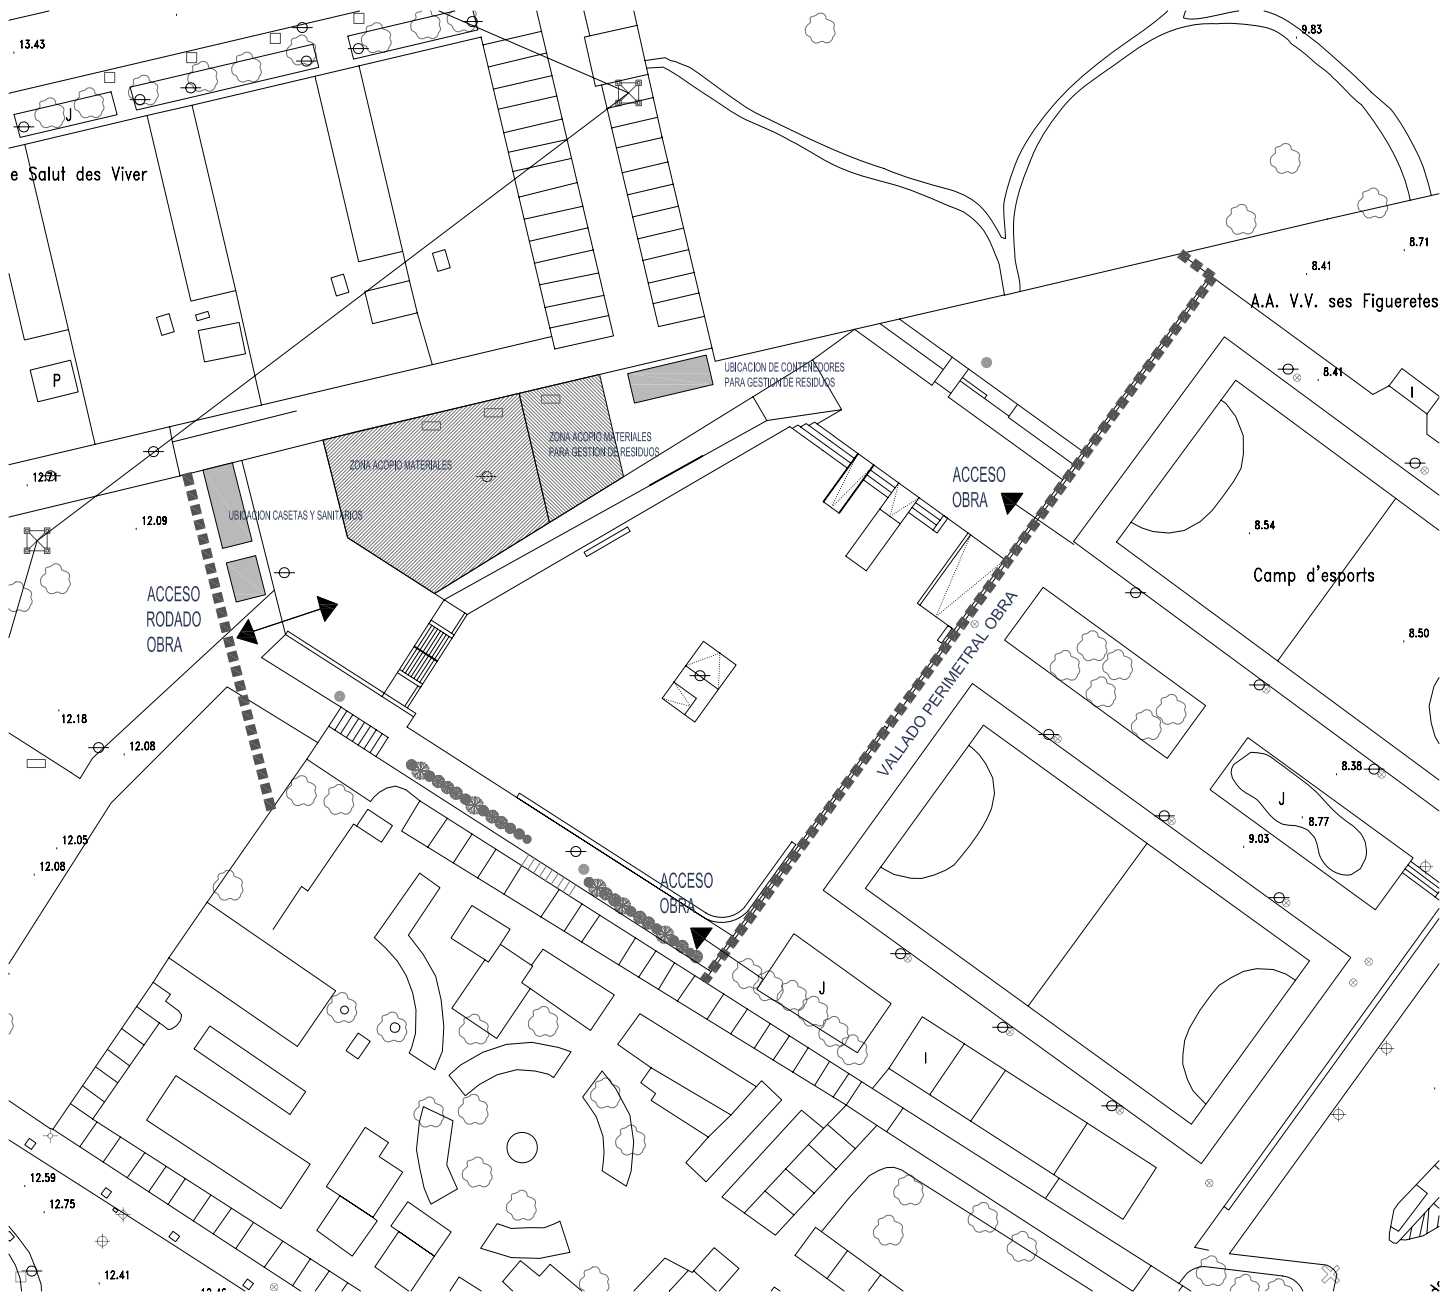 13.43
9.83
J
e Salut des Viver
8.71
8.41
A.A. V.V. ses Figueretes
P
UBICACION DE CONTENEDORES
PARA GESTION DE RESIDUOS
8.41
I
ZONA ACOPIO MATERIALES
PARA GESTION DE RESIDUOS
ZONA ACOPIO MATERIALES
ACCESO
OBRA
12.09
UBICACION CASETAS Y SANITARIOS
8.54
Camp d'esports
ACCESO
RODADO
OBRA
8.50
VALLADO PERIMETRAL OBRA
12.18
12.08
8.38
J
8.77
9.03
12.05
12.08
ACCESO
OBRA
J
I
12.59
12.75
12.41